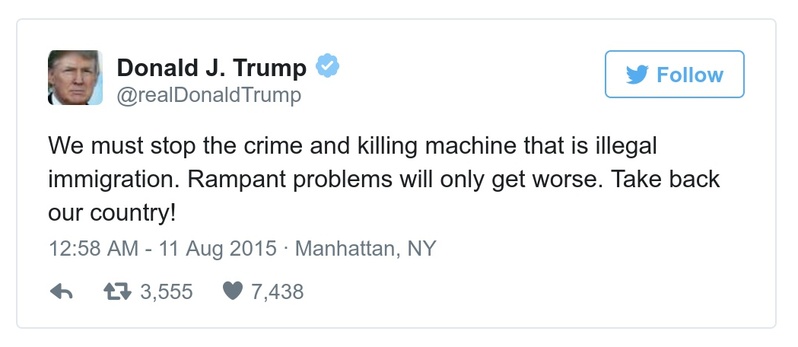 Donald J. Trump
@realDonaldTrump
Follow
We must stop the crime and killing machine that is illegal
immigration. Rampant problems will only get worse. Take back
our country!
12:58 AM - 11 Aug 2015 · Manhattan, NY
3,555 7,438